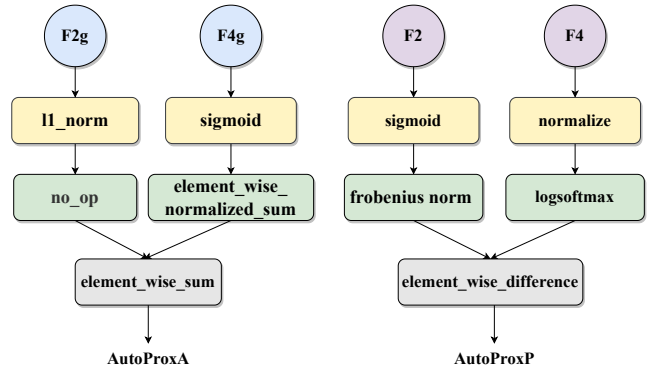 F2g
F4g
F2
F4
l1_norm
sigmoid
sigmoid
normalize
no_op
element_wise_
normalized_sum
frobenius norm
logsoftmax
element_wise_sum
element_wise_difference
AutoProxA
AutoProxP